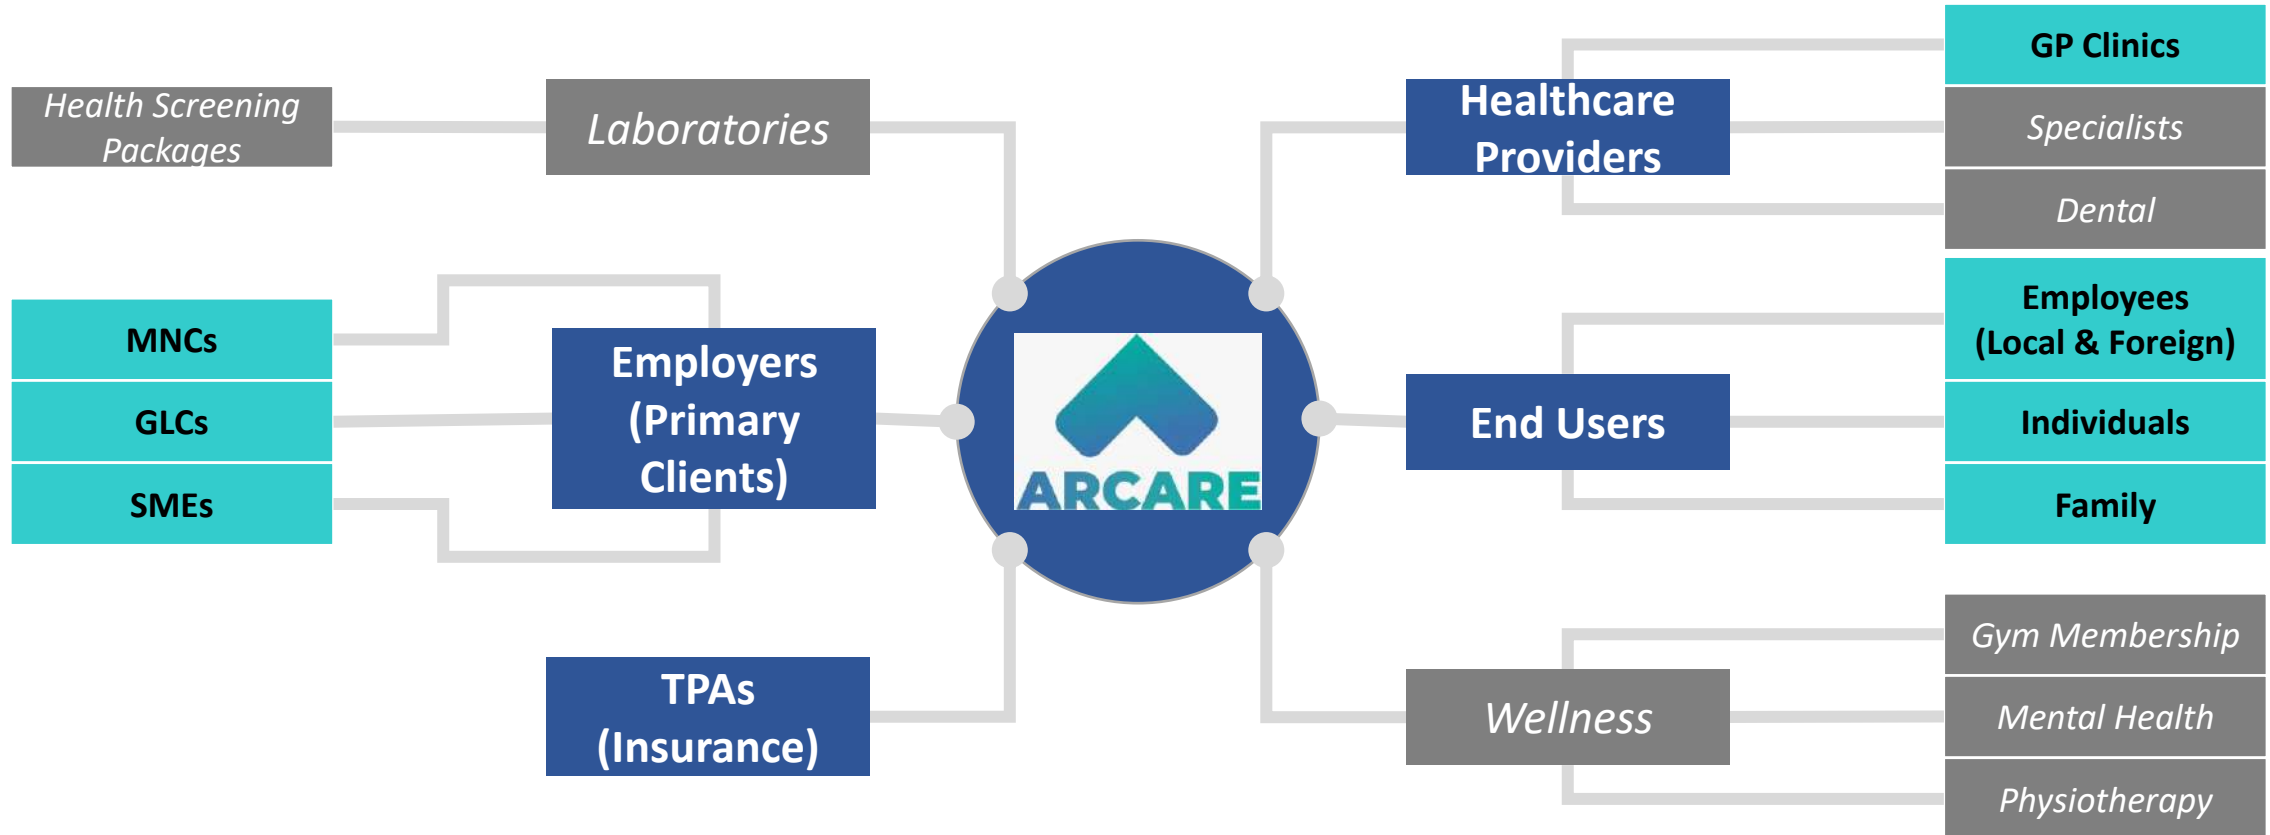 Health Screening
Packages
Laboratories
MNCs
GLCs
SMEs
Employers
(Primary
Clients)
TPAs
(Insurance)
ARCARE
Healthcare
Providers
GP Clinics
Specialists
Dental
End Users
Employees
(Local & Foreign)
Individuals
Family
Wellness
Gym Membership
Mental Health
Physiotherapy